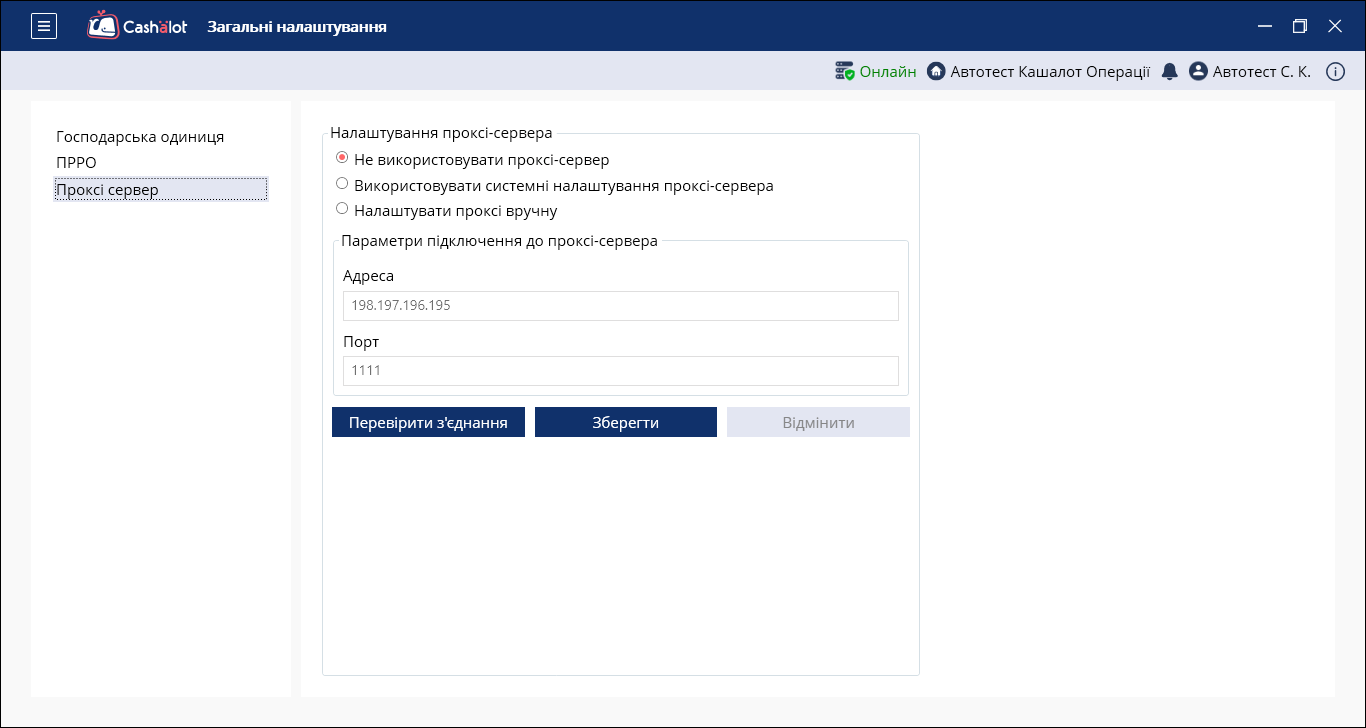 Cashalot Загальні налаштування
Онлайн Автотест Кашалот Операції Автотест С. К.
Господарська одиниця
ПРРО
Проксі сервер
Налаштування проксі-сервера
Не використовувати проксі-сервер
Використовувати системні налаштування проксі-сервера
Налаштувати проксі вручну
Параметри підключення до проксі-сервера
Адреса
198.197.196.195
Порт
1111
Перевірити з'єднання Зберегти Відмінити